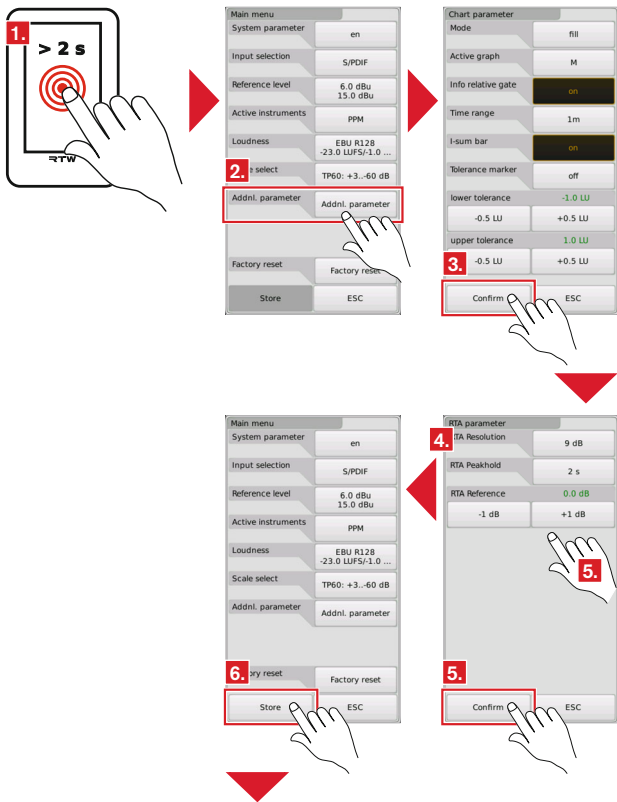 1.
> 2 s
RTW
Main menu
System parameter
en
Input selection
S/PDIF
Reference level
6.0 dBu
15.0 dBu
Active instruments
PPM
Loudness
EBU R128
-23.0 LUFS/-1.0 ...
2.
select
TP60: +3..-60 dB
Addnl. parameter
Addnl. parameter
Factory reset
Factory reset
Store
ESC
Chart parameter
Mode
fill
Active graph
M
Info relative gate
on
Time range
1m
I-sum bar
on
Tolerance marker
off
lower tolerance
-1.0 LU
-0.5 LU
+0.5 LU
upper tolerance
1.0 LU
3.
-0.5 LU
+0.5 LU
Confirm
ESC
Main menu
System parameter
en
Input selection
S/PDIF
Reference level
6.0 dBu
15.0 dBu
Active instruments
PPM
Loudness
EBU R128
-23.0 LUFS/-1.0 ...
Scale select
TP60: +3..-60 dB
Addnl. parameter
Addnl. parameter
6.
ory reset
Factory reset
Store
ESC
RTA parameter
4.
RTA Resolution
9 dB
RTA Peakhold
2 s
RTA Reference
0.0 dB
-1 dB
+1 dB
5.
5.
Confirm
ESC